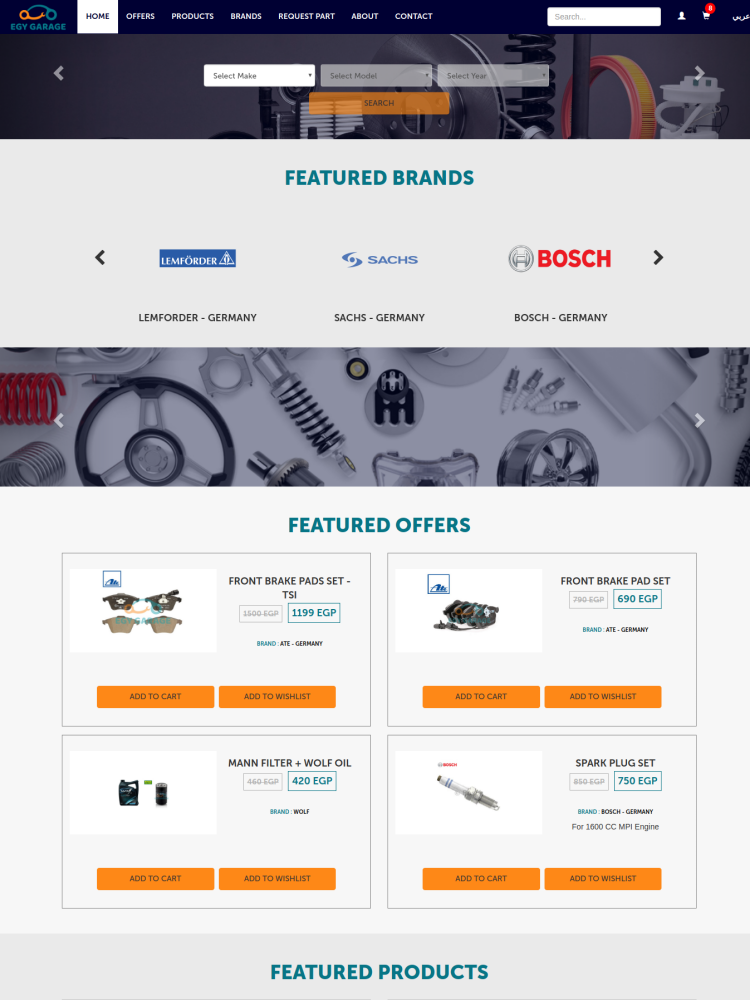 EGY GARAGE
HOME
OFFERS
PRODUCTS
BRANDS
REQUEST PART
ABOUT
CONTACT
Search...
8
عربي
Select Make
Select Model
Select Year
SEARCH
FEATURED BRANDS
LEMFÖRDER
SACHS
BOSCH
LEMFORDER - GERMANY
SACHS - GERMANY
BOSCH - GERMANY
FEATURED OFFERS
FRONT BRAKE PADS SET -
TSI
1500 EGP
1199 EGP
BRAND : ATE - GERMANY
ADD TO CART
ADD TO WISHLIST
FRONT BRAKE PAD SET
790 EGP
690 EGP
BRAND : ATE - GERMANY
ADD TO CART
ADD TO WISHLIST
MANN FILTER + WOLF OIL
460 EGP
420 EGP
BRAND : WOLF
ADD TO CART
ADD TO WISHLIST
BOSCH
SPARK PLUG SET
850 EGP
750 EGP
BRAND : BOSCH - GERMANY
For 1600 CC MPI Engine
ADD TO CART
ADD TO WISHLIST
FEATURED PRODUCTS